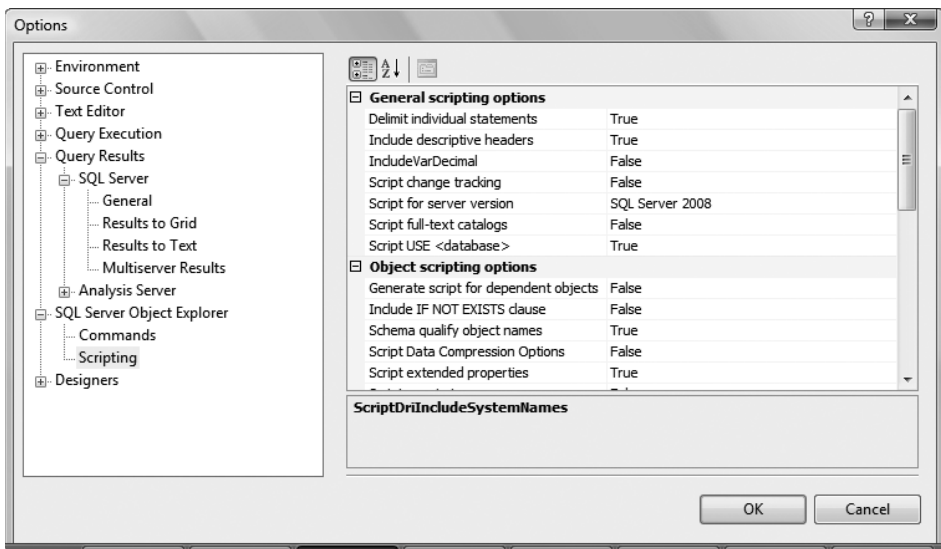 Options
Environment
Source Control
Text Editor
Query Execution
Query Results
SQL Server
General
Results to Grid
Results to Text
Multiserver Results
Analysis Server
SQL Server Object Explorer
Commands
Scripting
Designers
General scripting options
Delimit individual statements True
Include descriptive headers True
IncludeVarDecimal False
Script change tracking False
Script for server version SQL Server 2008
Script full-text catalogs False
Script USE <database> True
Object scripting options
Generate script for dependent objects False
Include IF NOT EXISTS clause False
Schema qualify object names True
Script Data Compression Options False
Script extended properties True
ScriptDriIncludeSystemNames
OK Cancel